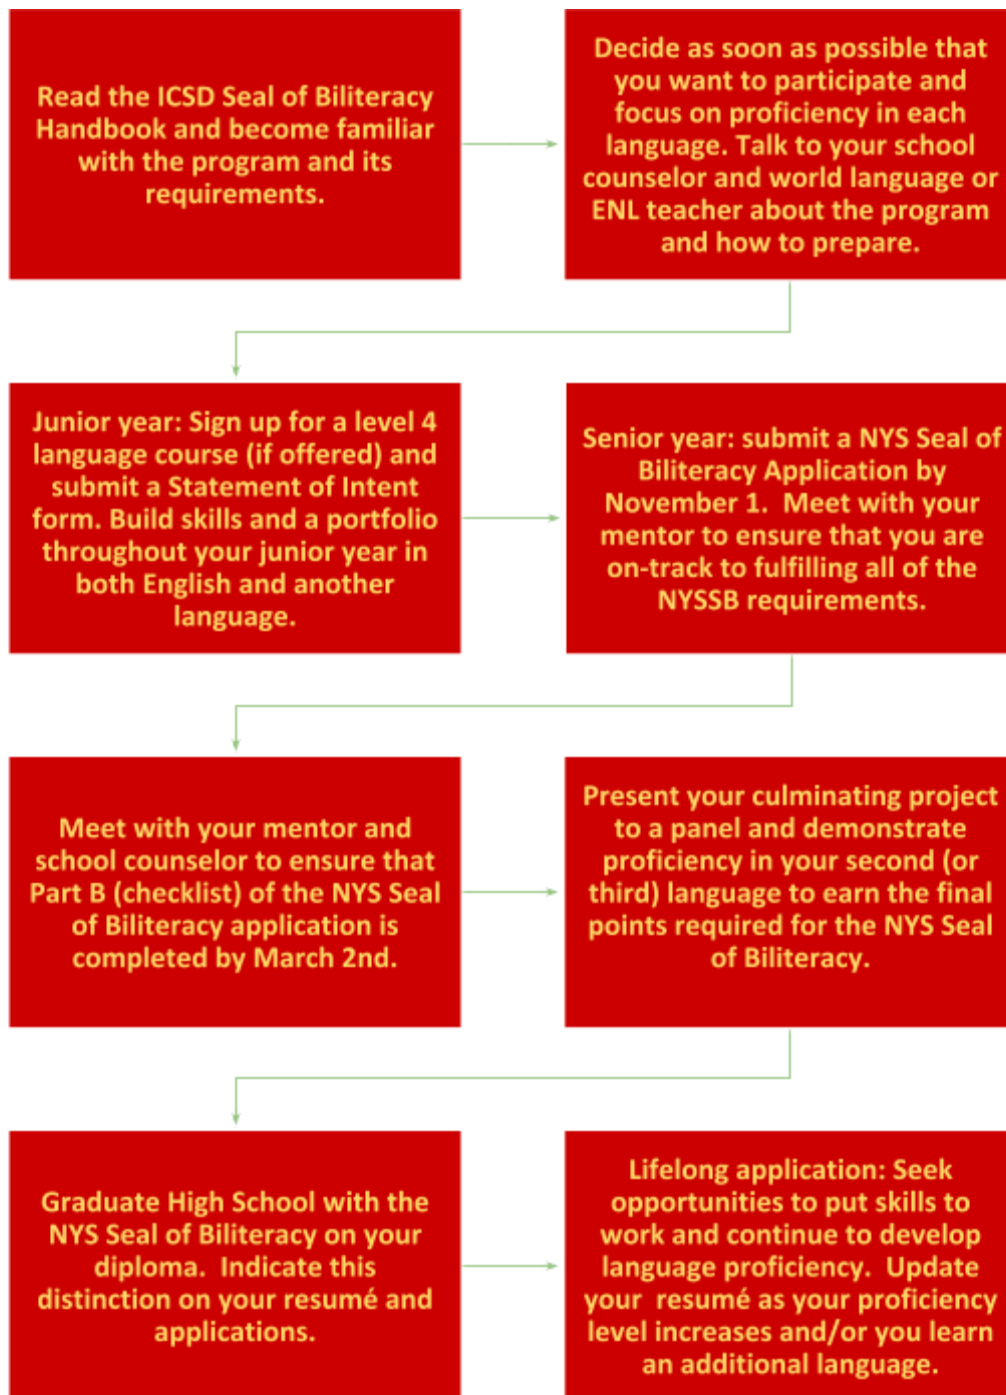 Read the ICSD Seal of Biliteracy
Handbook and become familiar
with the program and its
requirements.
Decide as soon as possible that
you want to participate and
focus on proficiency in each
language. Talk to your school
counselor and world language or
ENL teacher about the program
and how to prepare.
Junior year: Sign up for a level 4
language course (if offered) and
submit a Statement of Intent
form. Build skills and a portfolio
throughout your junior year in
both English and another
language.
Senior year: submit a NYS Seal of
Biliteracy Application by
November 1.  Meet with your
mentor to ensure that you are
on-track to fulfilling all of the
NYSSB requirements.
Meet with your mentor and
school counselor to ensure that
Part B (checklist) of the NYS Seal
of Biliteracy application is
completed by March 2nd.
Present your culminating project
to a panel and demonstrate
proficiency in your second (or
third) language to earn the final
points required for the NYS Seal
of Biliteracy.
Graduate High School with the
NYS Seal of Biliteracy on your
diploma.  Indicate this
distinction on your resumé and
applications.
Lifelong application: Seek
opportunities to put skills to
work and continue to develop
language proficiency.  Update
your  resumé as your proficiency
level increases and/or you learn
an additional language.